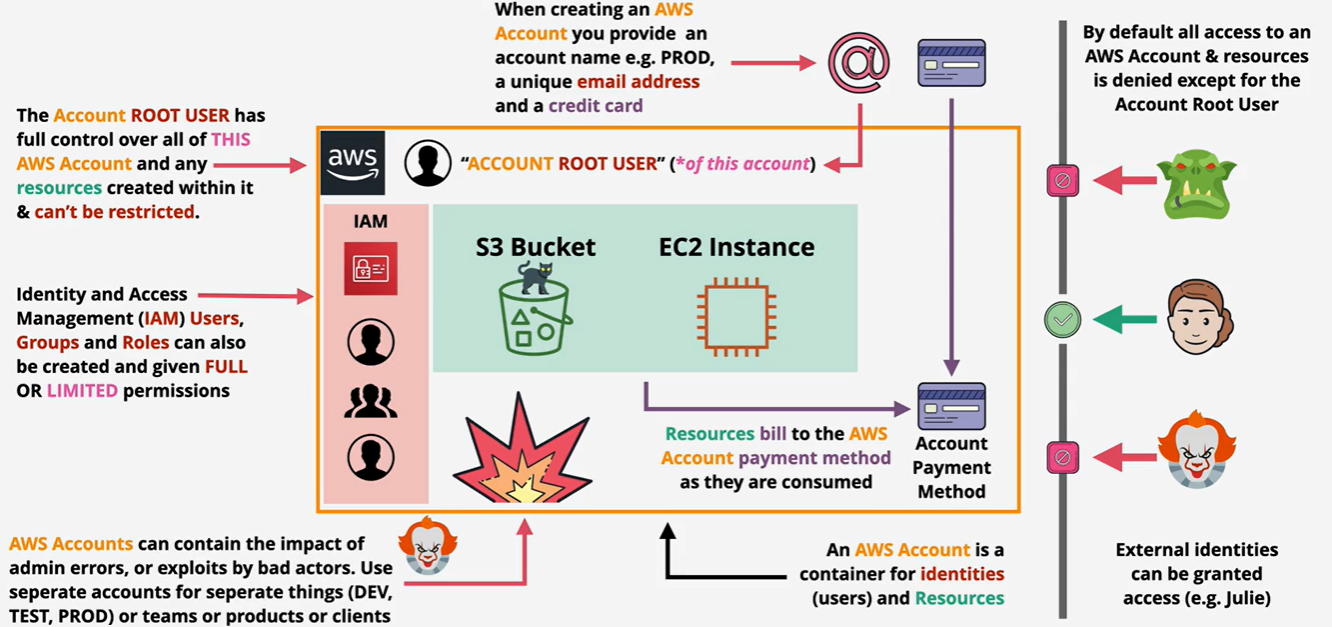 When creating an AWS
Account you provide an
account name e.g. PROD,
a unique email address
and a credit card
@
By default all access to an
AWS Account & resources
is denied except for the
Account Root User
The Account ROOT USER has
full control over all of THIS
AWS Account and any
resources created within it
& can't be restricted.
aws
"ACCOUNT ROOT USER" (*of this account)
IAM
S3 Bucket
EC2 Instance
Identity and Access
Management (IAM) Users,
Groups and Roles can also
be created and given FULL
OR LIMITED permissions
Resources bill to the AWS
Account payment method
as they are consumed
Account
Payment
Method
AWS Accounts can contain the impact of
admin errors, or exploits by bad actors. Use
seperate accounts for seperate things (DEV,
TEST, PROD) or teams or products or clients
An AWS Account is a
container for identities
(users) and Resources
External identities
can be granted
access (e.g. Julie)